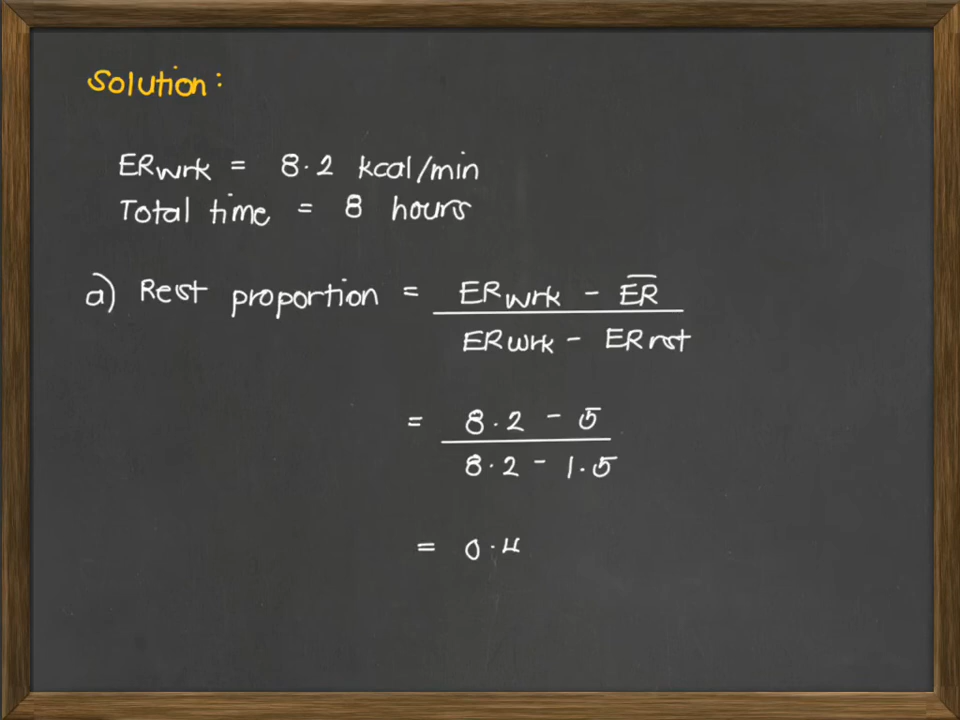 Solution:
ERwrk = 8.2 kcal/min
Total time = 8 hours
a) Rest proportion = ERwrk - E̅R̅
ERwrk - ERrst
= 8.2 - 5
8.2 - 1.5
= 0.4